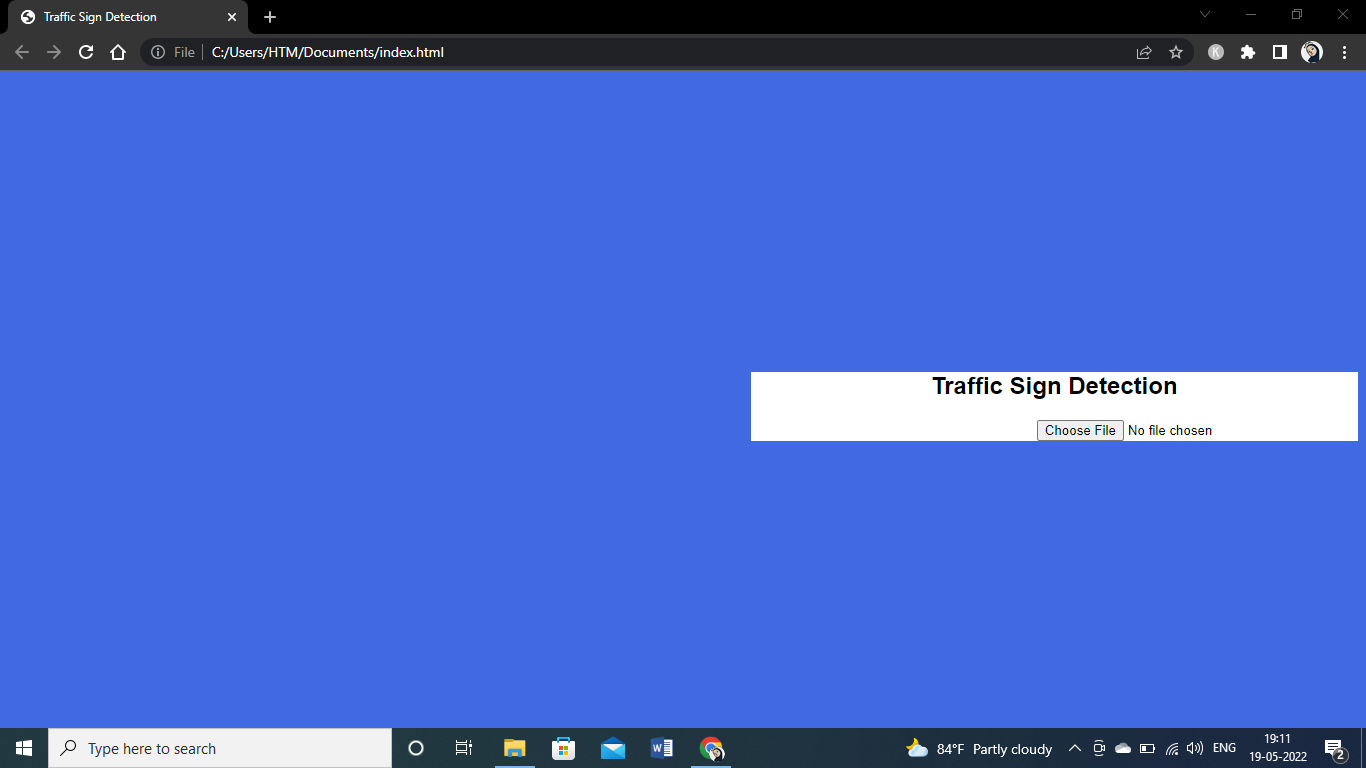 Traffic Sign Detection
File
C:/Users/HTM/Documents/index.html
K
Traffic Sign Detection
Choose File No file chosen
Type here to search
W
84°F Partly cloudy
ENG
19:11
19-05-2022
2